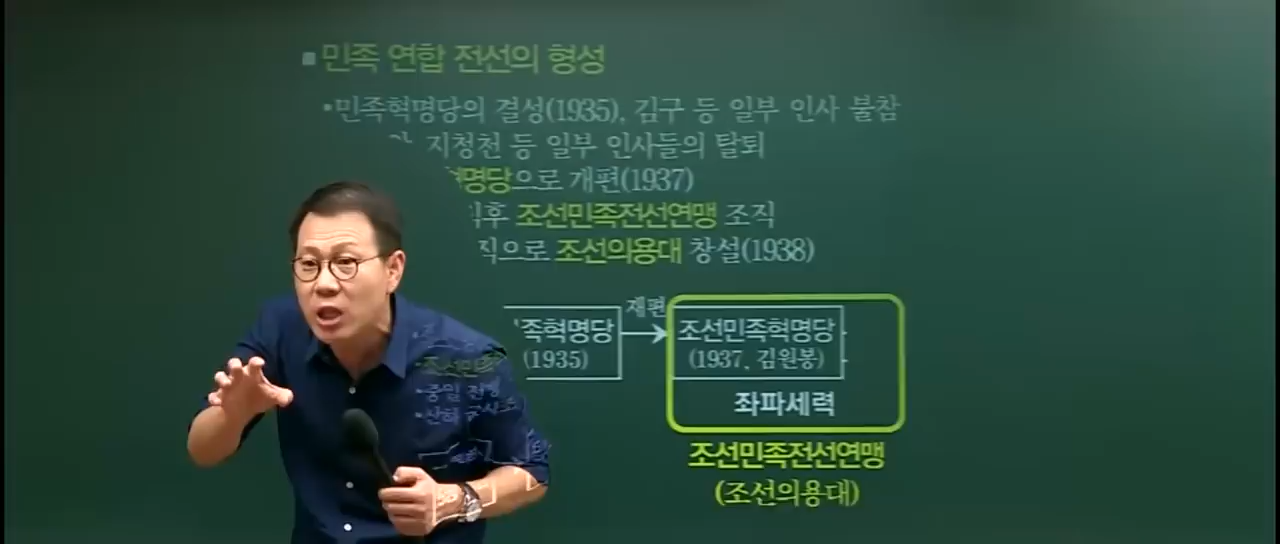 민족 연합 전선의 형성
•민족혁명당의 결성(1935), 김구 등 일부 인사 불참
지청천 등 일부 인사들의 탈퇴
명당으로 개편(1937)
조선민족전선연맹 조직
직으로 조선의용대 창설(1938)
재편
족혁명당
(1935)
조선민족혁명당
(1937, 김원봉)
좌파세력
조선민족전선연맹
(조선의용대)
•중일 전